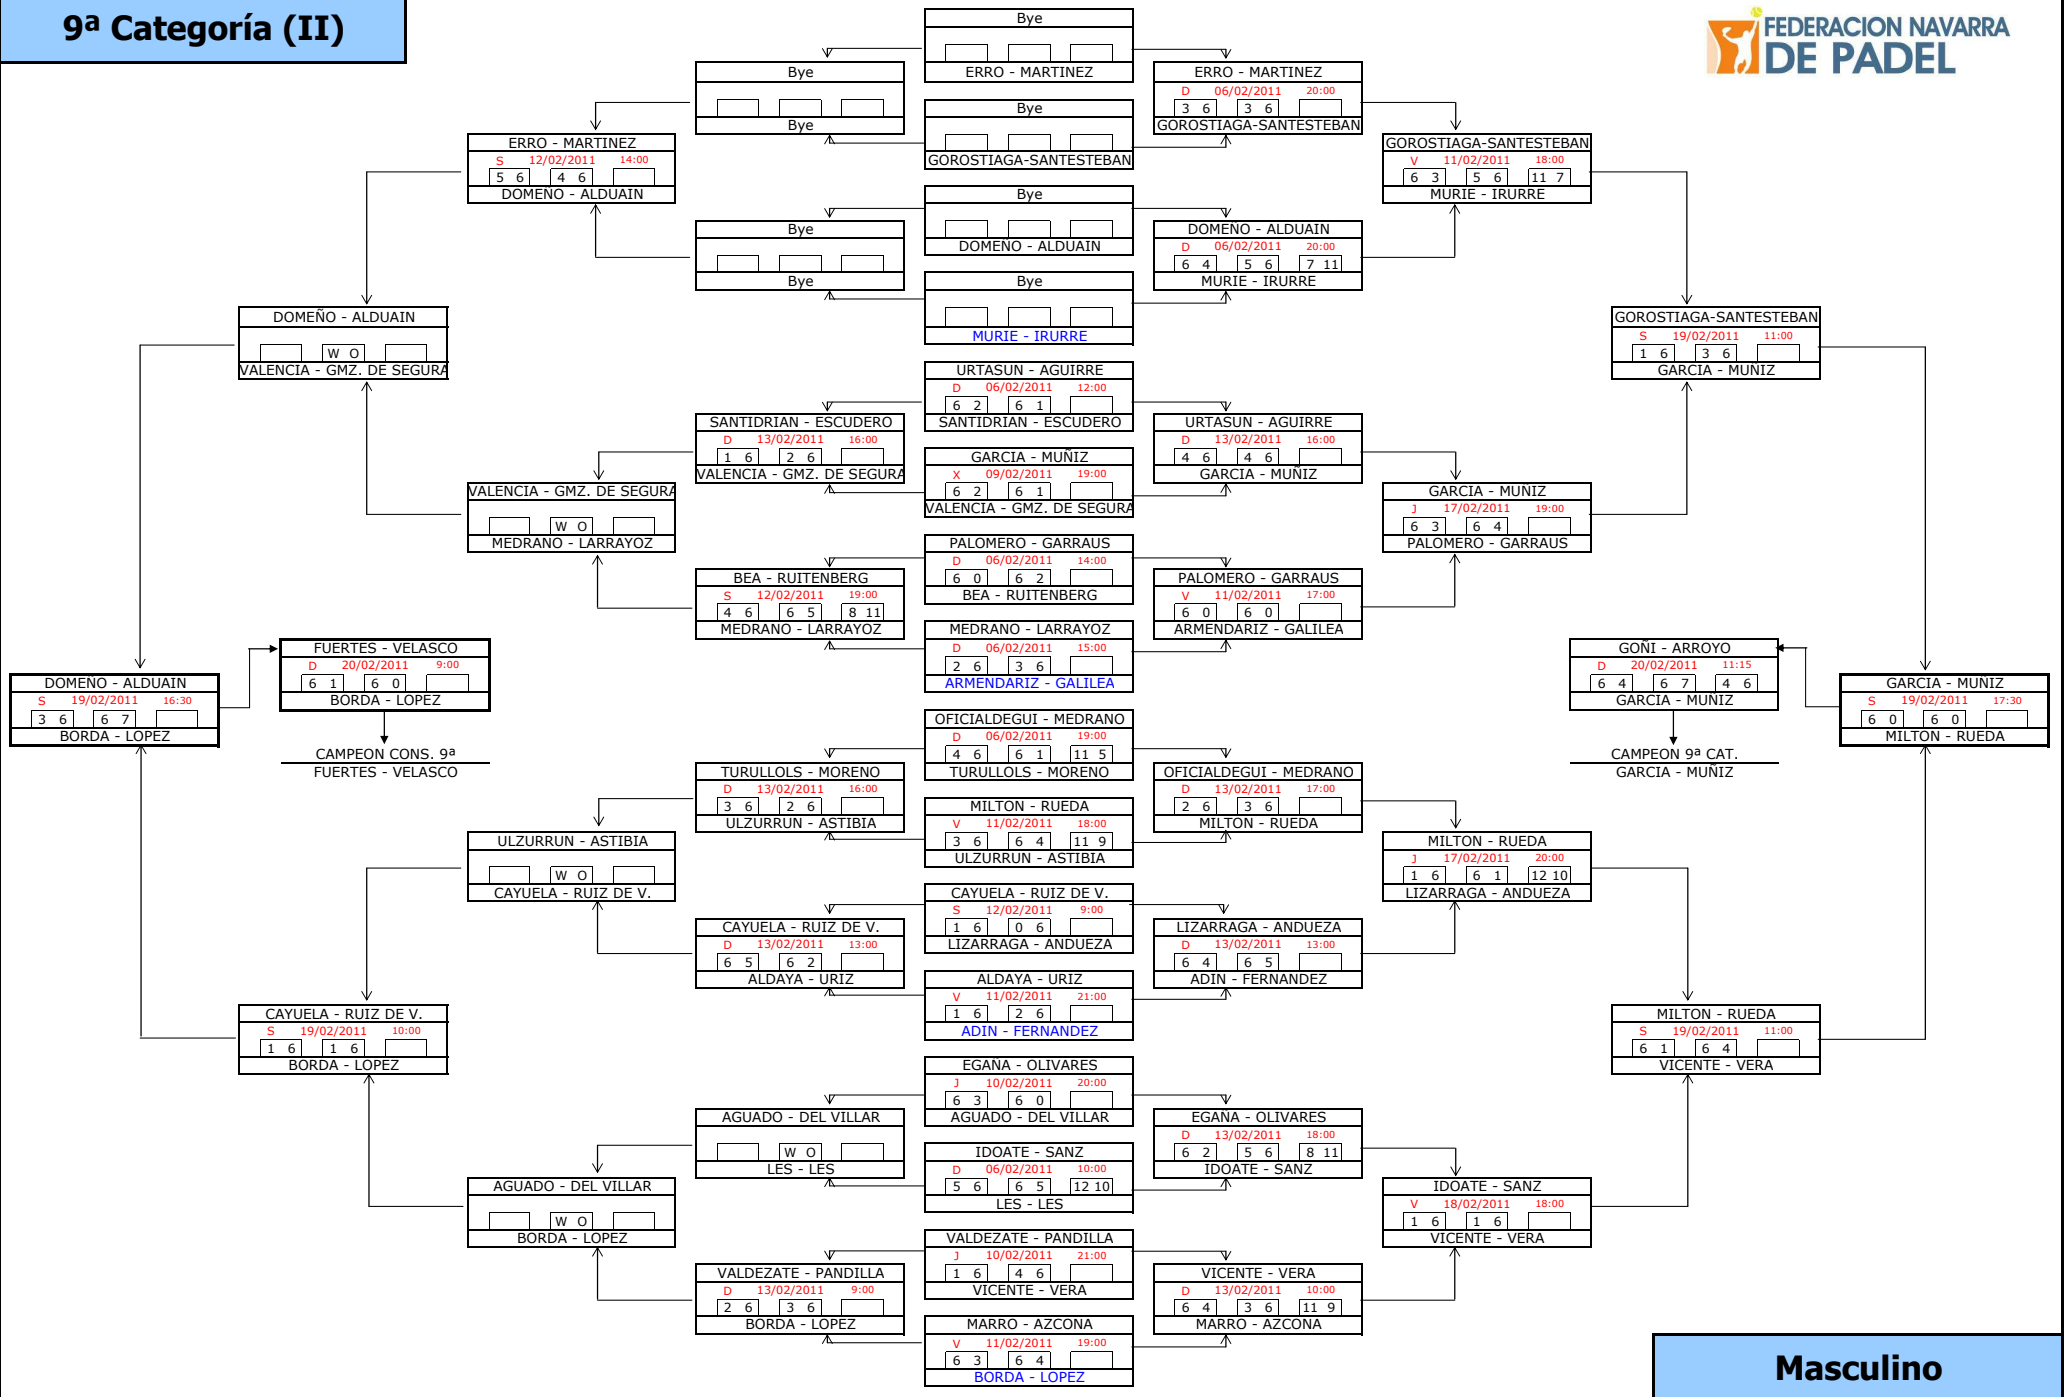 9ª Categoría (II)
FEDERACION NAVARRA
DE PADEL
Bye
ERRO - MARTINEZ
Bye
GOROSTIAGA-SANTESTEBAN
Bye
DOMEÑO - ALDUAIN
Bye
MURIE - IRURRE
URTASUN - AGUIRRE
D 06/02/2011 12:00
6 2 6 1
SANTIDRIAN - ESCUDERO
GARCIA - MUÑIZ
X 09/02/2011 19:00
6 2 6 1
VALENCIA - GMZ. DE SEGURA
PALOMERO - GARRAUS
D 06/02/2011 14:00
6 0 6 2
BEA - RUITENBERG
MEDRANO - LARRAYOZ
D 06/02/2011 15:00
2 6 3 6
ARMENDARIZ - GALILEA
OFICIALDEGUI - MEDRANO
D 06/02/2011 19:00
4 6 6 1 11 5
TURULLOLS - MORENO
MILTON - RUEDA
V 11/02/2011 18:00
3 6 6 4 11 9
ULZURRUN - ASTIBIA
CAYUELA - RUIZ DE V.
S 12/02/2011 9:00
1 6 0 6
LIZARRAGA - ANDUEZA
ALDAYA - URIZ
V 11/02/2011 21:00
1 6 2 6
ADIN - FERNANDEZ
EGAÑA - OLIVARES
J 10/02/2011 20:00
6 3 6 0
AGUADO - DEL VILLAR
IDOATE - SANZ
D 06/02/2011 10:00
5 6 6 5 12 10
LES - LES
VALDEZATE - PANDILLA
J 10/02/2011 21:00
1 6 4 6
VICENTE - VERA
MARRO - AZCONA
V 11/02/2011 19:00
6 3 6 4
BORDA - LOPEZ
Bye
Bye
Bye
Bye
SANTIDRIAN - ESCUDERO
D 13/02/2011 16:00
1 6 2 6
VALENCIA - GMZ. DE SEGURA
BEA - RUITENBERG
S 12/02/2011 19:00
4 6 6 5 8 11
MEDRANO - LARRAYOZ
TURULLOLS - MORENO
D 13/02/2011 16:00
3 6 2 6
ULZURRUN - ASTIBIA
CAYUELA - RUIZ DE V.
D 13/02/2011 13:00
6 5 6 2
ALDAYA - URIZ
AGUADO - DEL VILLAR
W O
LES - LES
VALDEZATE - PANDILLA
D 13/02/2011 9:00
2 6 3 6
BORDA - LOPEZ
ERRO - MARTINEZ
S 12/02/2011 14:00
5 6 4 6
DOMEÑO - ALDUAIN
VALENCIA - GMZ. DE SEGURA
W O
MEDRANO - LARRAYOZ
ULZURRUN - ASTIBIA
W O
CAYUELA - RUIZ DE V.
AGUADO - DEL VILLAR
W O
BORDA - LOPEZ
DOMEÑO - ALDUAIN
W O
VALENCIA - GMZ. DE SEGURA
CAYUELA - RUIZ DE V.
S 19/02/2011 10:00
1 6 1 6
BORDA - LOPEZ
DOMEÑO - ALDUAIN
S 19/02/2011 16:30
3 6 6 7
BORDA - LOPEZ
FUERTES - VELASCO
D 20/02/2011 9:00
6 1 6 0
BORDA - LOPEZ
CAMPEON CONS. 9ª
FUERTES - VELASCO
ERRO - MARTINEZ
D 06/02/2011 20:00
3 6 3 6
GOROSTIAGA-SANTESTEBAN
DOMEÑO - ALDUAIN
D 06/02/2011 20:00
6 4 5 6 7 11
MURIE - IRURRE
URTASUN - AGUIRRE
D 13/02/2011 16:00
4 6 4 6
GARCIA - MUÑIZ
PALOMERO - GARRAUS
V 11/02/2011 17:00
6 0 6 0
ARMENDARIZ - GALILEA
OFICIALDEGUI - MEDRANO
D 13/02/2011 17:00
2 6 3 6
MILTON - RUEDA
LIZARRAGA - ANDUEZA
D 13/02/2011 13:00
6 4 6 5
ADIN - FERNANDEZ
EGAÑA - OLIVARES
D 13/02/2011 18:00
6 2 5 6 8 11
IDOATE - SANZ
VICENTE - VERA
D 13/02/2011 10:00
6 4 3 6 11 9
MARRO - AZCONA
GOROSTIAGA-SANTESTEBAN
V 11/02/2011 18:00
6 3 5 6 11 7
MURIE - IRURRE
GARCIA - MUÑIZ
J 17/02/2011 19:00
6 3 6 4
PALOMERO - GARRAUS
MILTON - RUEDA
J 17/02/2011 20:00
1 6 6 1 12 10
LIZARRAGA - ANDUEZA
IDOATE - SANZ
V 18/02/2011 18:00
1 6 1 6
VICENTE - VERA
GOROSTIAGA-SANTESTEBAN
S 19/02/2011 11:00
1 6 3 6
GARCIA - MUÑIZ
MILTON - RUEDA
S 19/02/2011 11:00
6 1 6 4
VICENTE - VERA
GARCIA - MUÑIZ
S 19/02/2011 17:30
6 0 6 0
MILTON - RUEDA
GOÑI - ARROYO
D 20/02/2011 11:15
6 4 6 7 4 6
GARCIA - MUÑIZ
CAMPEON 9ª CAT.
GARCIA - MUÑIZ
Masculino